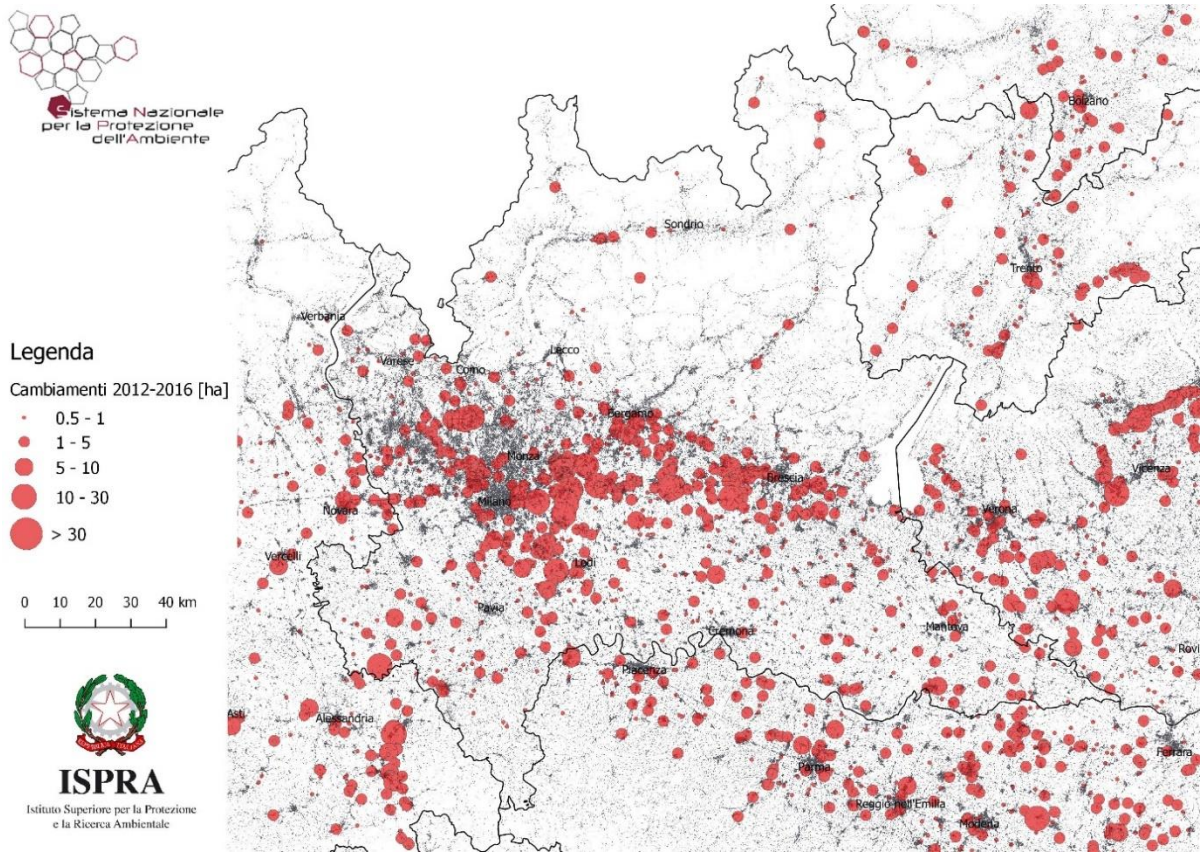 Sistema Nazionale
per la Protezione
dell'Ambiente
Legenda
Cambiamenti 2012-2016 [ha]
0.5 - 1
1 - 5
5 - 10
10 - 30
> 30
0 10 20 30 40 km
REPVBBLICA ITALIANA
ISPRA
Istituto Superiore per la Protezione
e la Ricerca Ambientale
Bolzano
Sondrio
Trento
Verbania
Lecco
Varese
Como
Bergamo
Monza
Vicenza
Brescia
Milano
Novara
Verona
Vercelli
Lodi
Pavia
Mantova
Cremona
Rovi
Piacenza
Asti
Alessandria
Ferrara
Parma
Reggio nell'Emilia
Modena